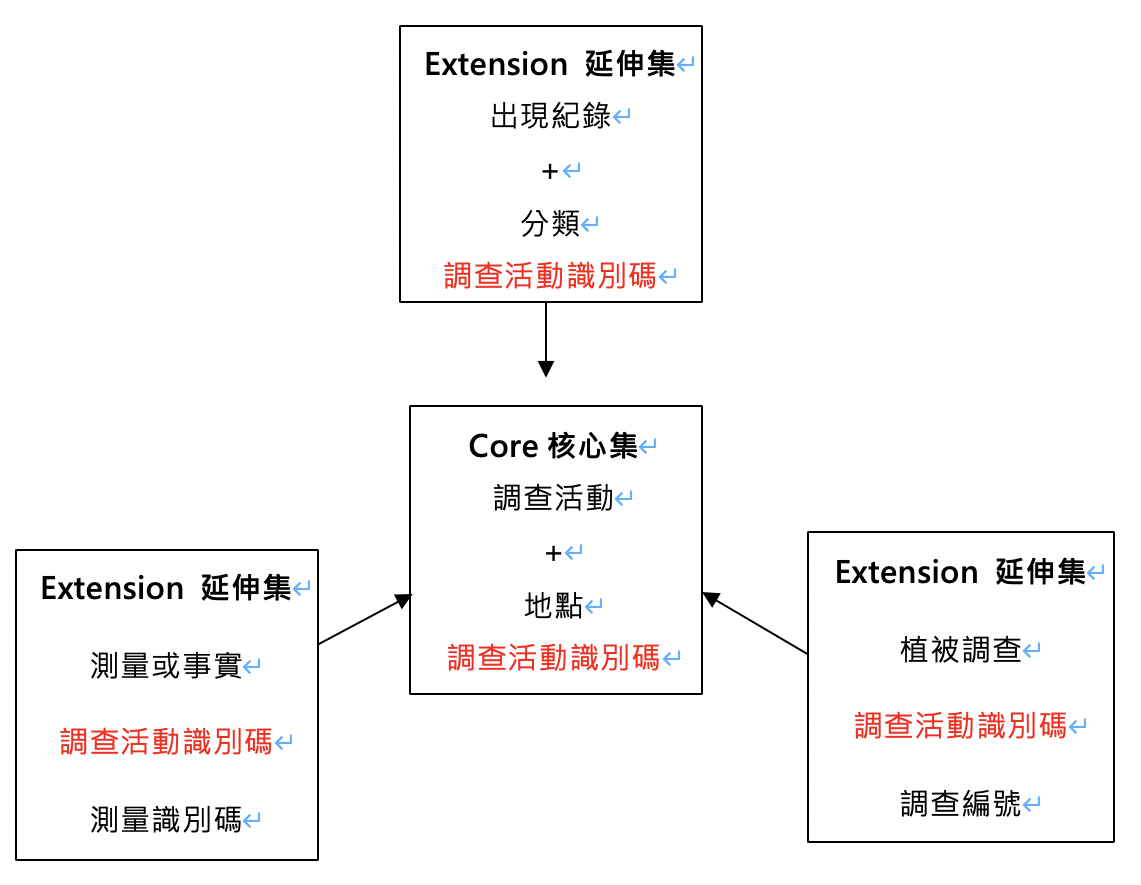 Extension 延伸集↵
出現紀錄↵
+↵
分類↵
調查活動識別碼↵
Core 核心集↵
調查活動↵
+↵
地點↵
調查活動識別碼↵
Extension 延伸集↵
測量或事實↵
調查活動識別碼↵
測量識別碼↵
Extension 延伸集↵
植被調查↵
調查活動識別碼↵
調查編號↵